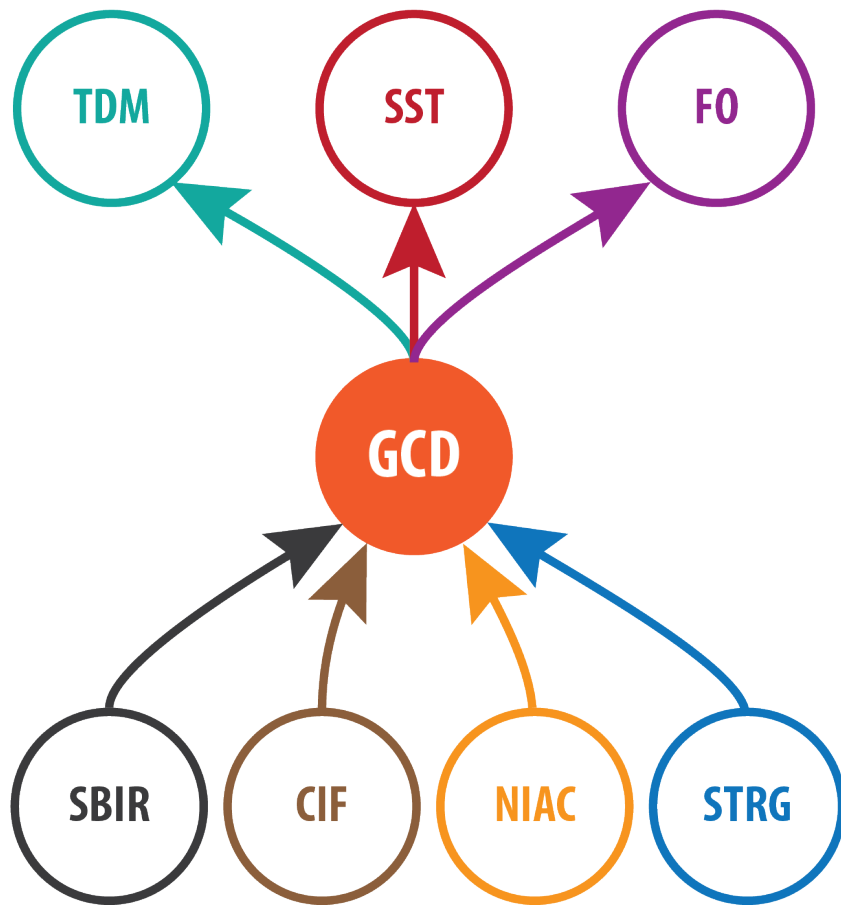 TDM
SST
FO
GCD
SBIR
CIF
NIAC
STRG